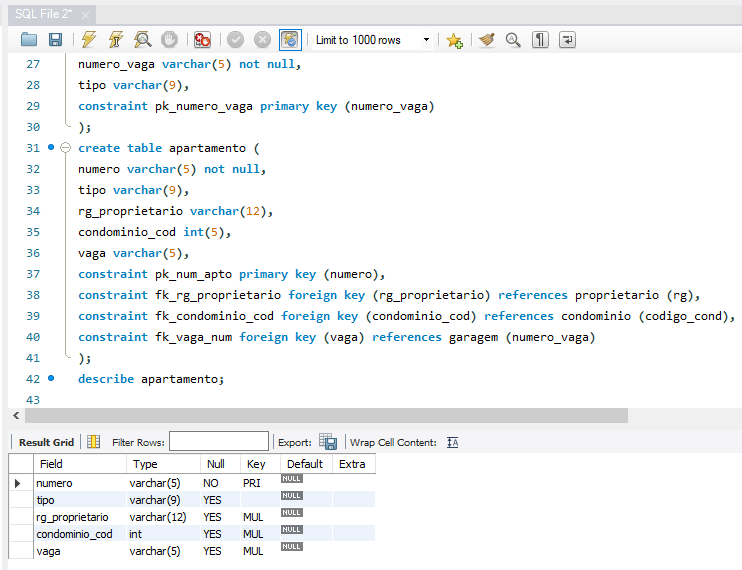 SQL File 2*
Limit to 1000 rows
27 numero_vaga varchar(5) not null,
28 tipo varchar(9),
29 constraint pk_numero_vaga primary key (numero_vaga)
30 );
31 create table apartamento (
32 numero varchar(5) not null,
33 tipo varchar(9),
34 rg_proprietario varchar(12),
35 condominio_cod int(5),
36 vaga varchar(5),
37 constraint pk_num_apto primary key (numero),
38 constraint fk_rg_proprietario foreign key (rg_proprietario) references proprietario (rg),
39 constraint fk_condominio_cod foreign key (condominio_cod) references condominio (codigo_cond),
40 constraint fk_vaga_num foreign key (vaga) references garagem (numero_vaga)
41 );
42 describe apartamento;
43
Result Grid Filter Rows: Export: Wrap Cell Content:
Field Type Null Key Default Extra
numero varchar(5) NO PRI NULL
tipo varchar(9) YES NULL
rg_proprietario varchar(12) YES MUL NULL
condominio_cod int YES MUL NULL
vaga varchar(5) YES MUL NULL